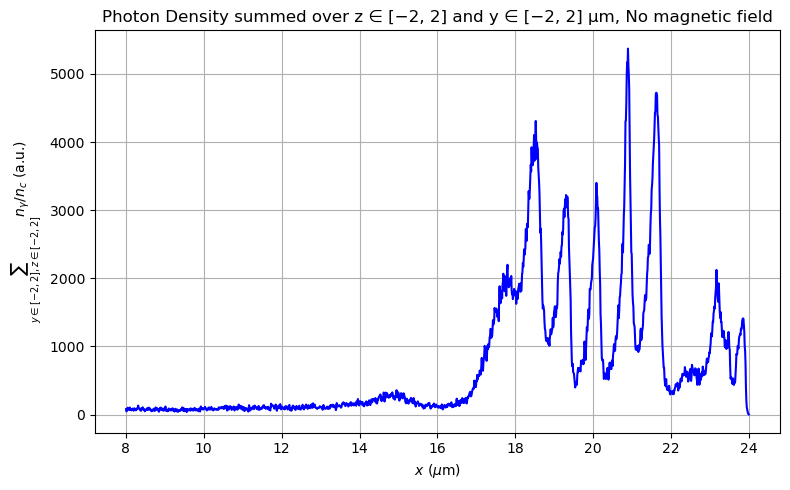 Photon Density summed over z ∈ [−2, 2] and y ∈ [−2, 2] μm, No magnetic field
∑ nγ/nc (a.u.)
y ∈ [−2, 2], z ∈ [−2, 2]
5000
4000
3000
2000
1000
0
8 10 12 14 16 18 20 22 24
x (μm)